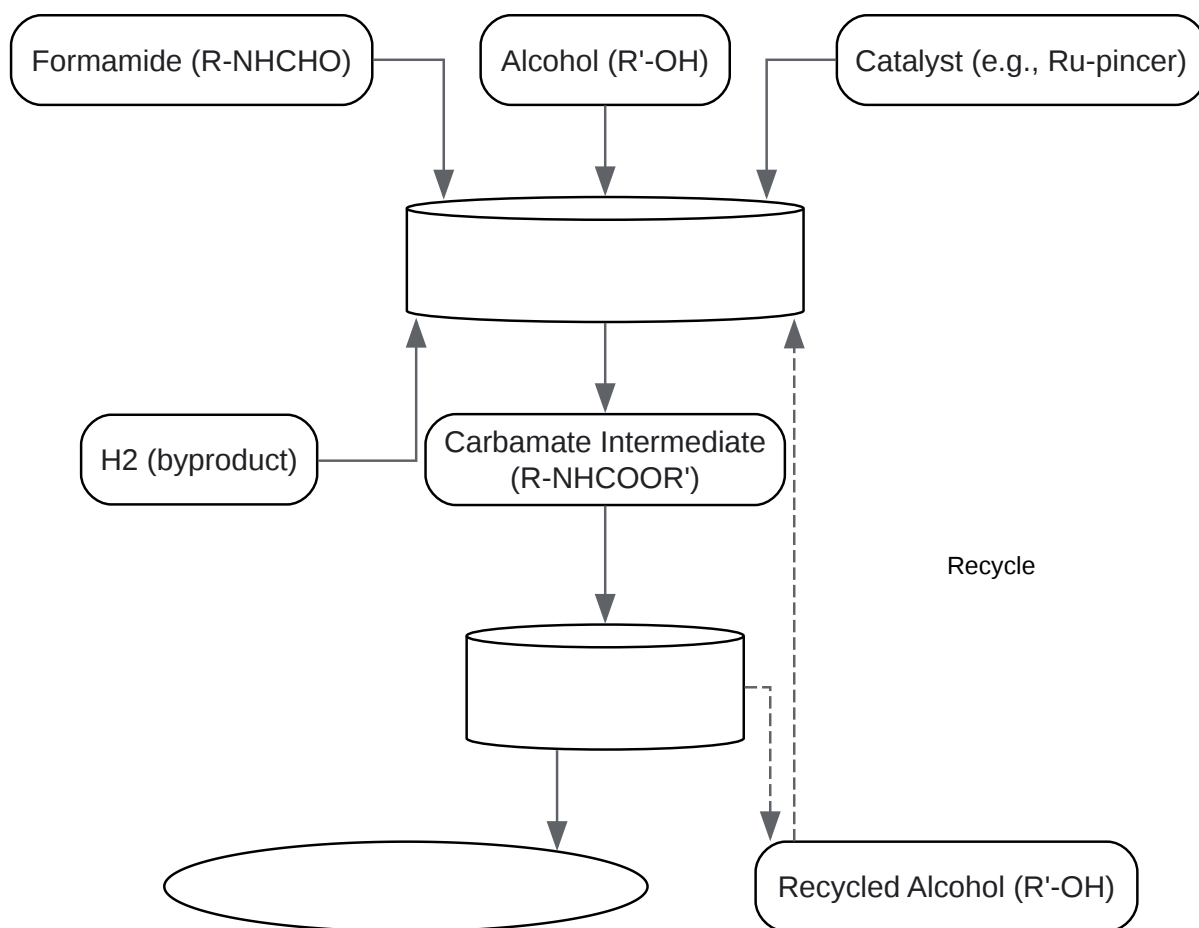 Formamide (R-NHCHO)
Alcohol (R'-OH)
Catalyst (e.g., Ru-pincer)
H2 (byproduct)
Carbamate Intermediate
(R-NHCOOR')
Recycle
Recycled Alcohol (R'-OH)